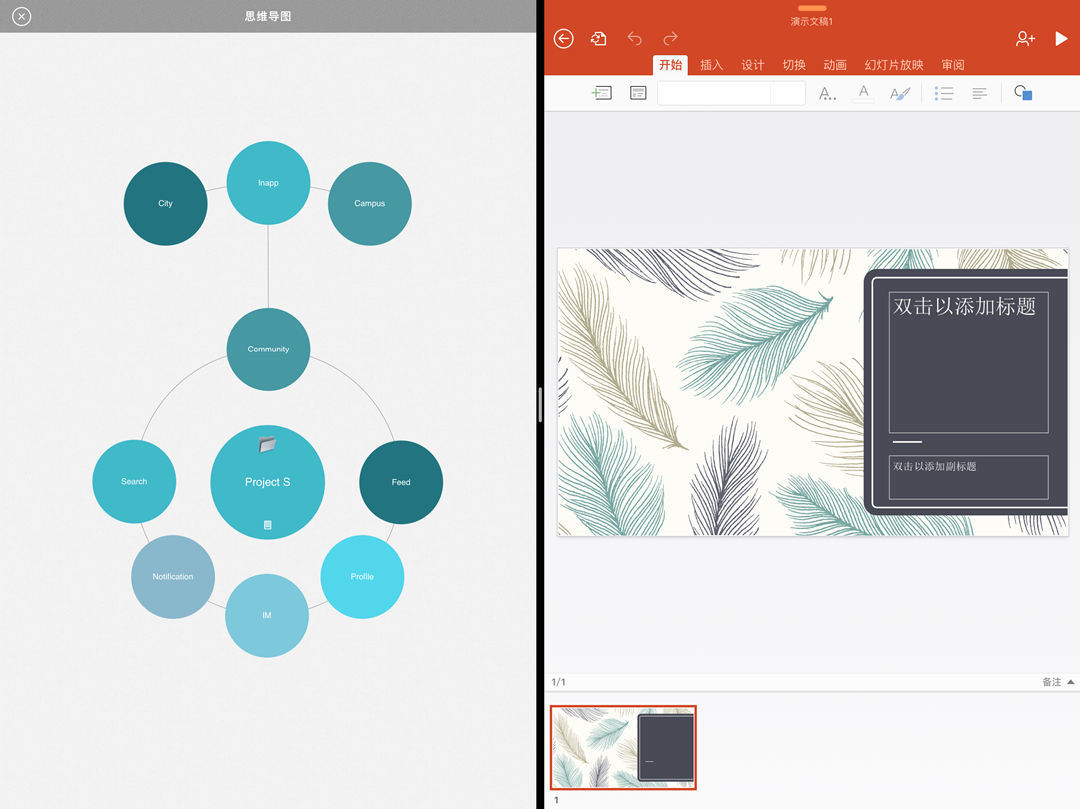 思维导图
City
Inapp
Campus
Community
Search
Project S
Feed
Notification
IM
Profile
演示文稿1
开始 插入 设计 切换 动画 幻灯片放映 审阅
A..
A
A
双击以添加标题
双击以添加副标题
1/1
备注
1